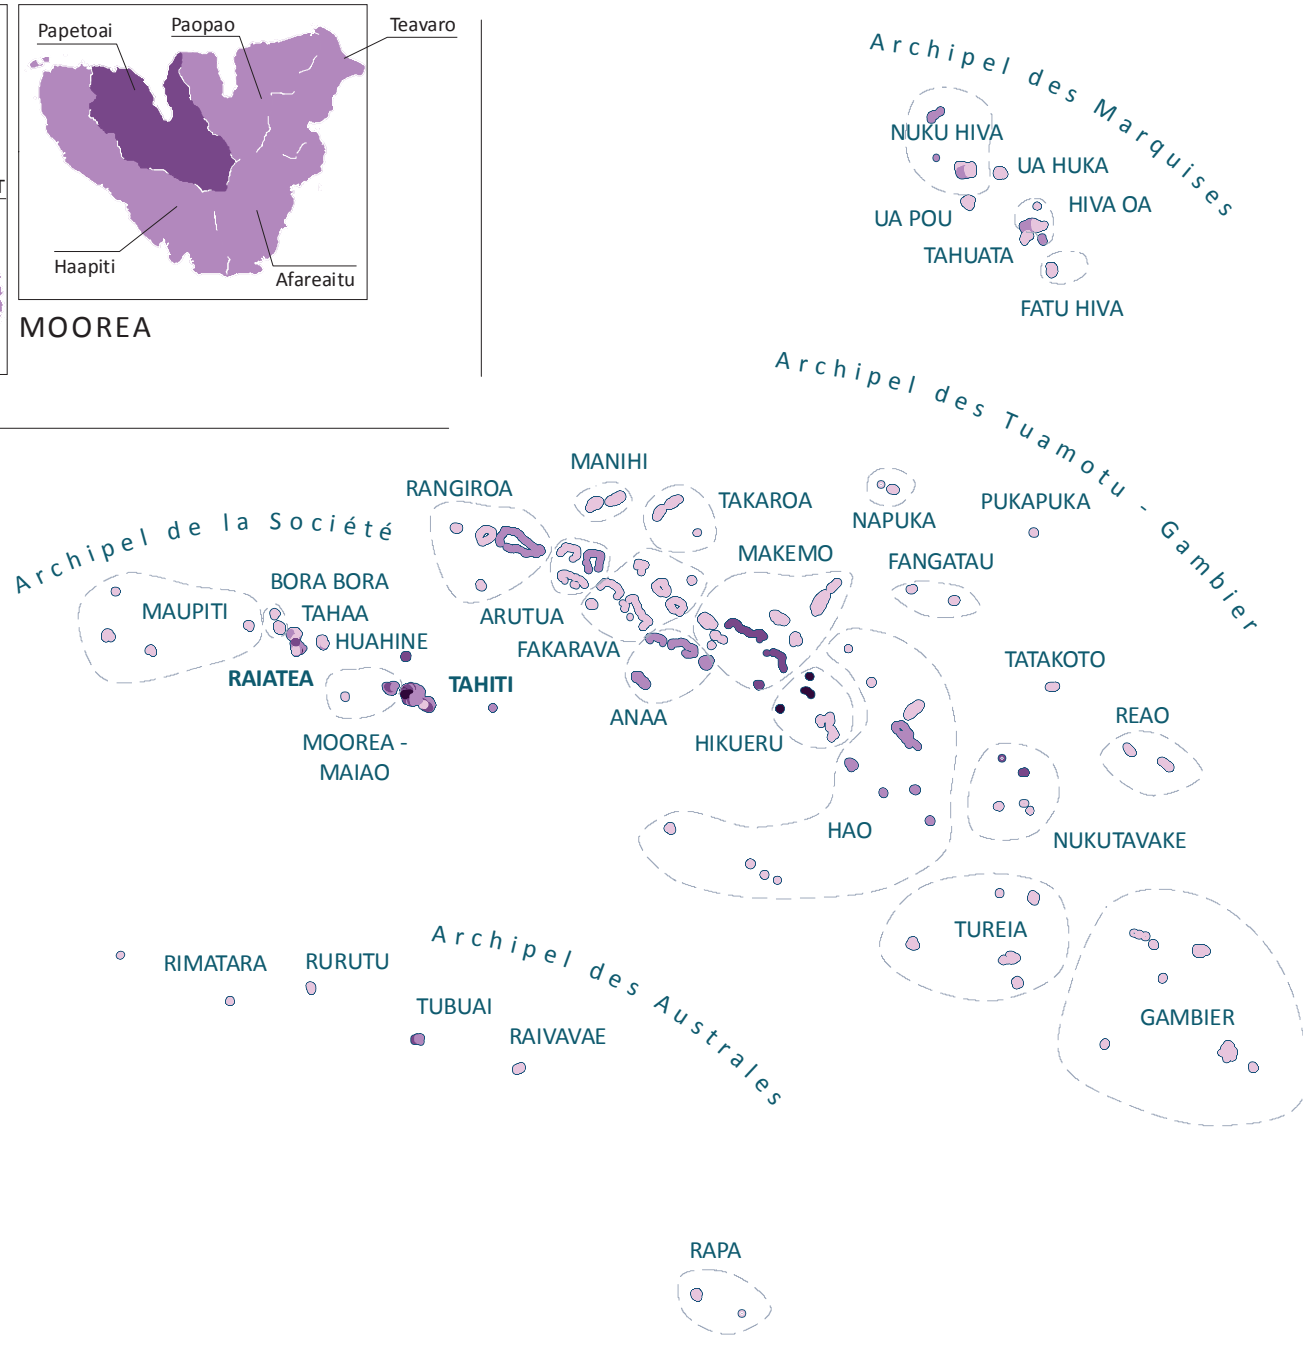 Papetoai
Paopao
Teavaro
Haapiti
Afareaitu
MOOREA
Archipel des Marquises
NUKU HIVA
UA HUKA
HIVA OA
UA POU
TAHUATA
FATU HIVA
Archipel des Tuamotu - Gambier
MANIHI
RANGIROA
TAKAROA
NAPUKA
PUKAPUKA
MAKEMO
FANGATAU
Archipel de la Société
BORA BORA
MAUPITI
TAHAA
HUAHINE
ARUTUA
FAKARAVA
RAIATEA
TAHITI
TATAKOTO
ANAA
REAO
MOOREA -
MAIAO
HIKUERU
HAO
NUKUTAVAKE
TUREIA
Archipel des Australes
RIMATARA
RURUTU
TUBUAI
RAIVAVAE
GAMBIER
RAPA